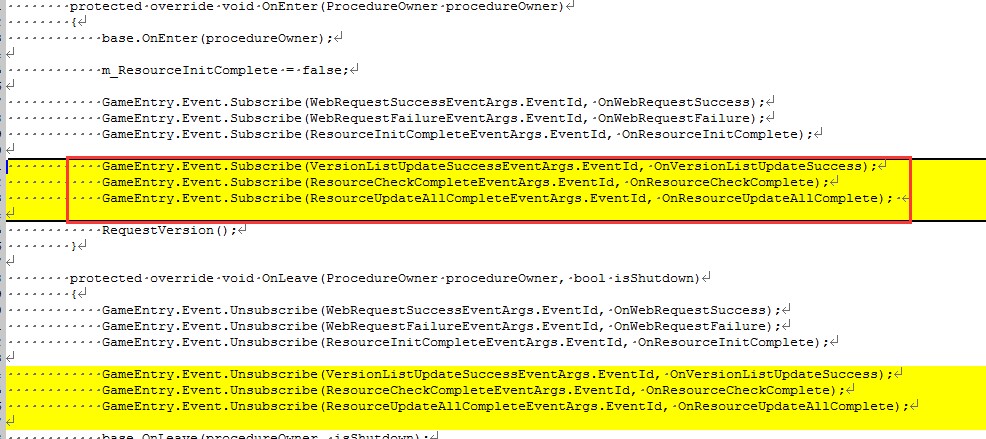 protected override void OnEnter(ProcedureOwner procedureOwner)
{
base.OnEnter(procedureOwner);
m_ResourceInitComplete = false;
GameEntry.Event.Subscribe(WebRequestSuccessEventArgs.EventId, OnWebRequestSuccess);
GameEntry.Event.Subscribe(WebRequestFailureEventArgs.EventId, OnWebRequestFailure);
GameEntry.Event.Subscribe(ResourceInitCompleteEventArgs.EventId, OnResourceInitComplete);
GameEntry.Event.Subscribe(VersionListUpdateSuccessEventArgs.EventId, OnVersionListUpdateSuccess);
GameEntry.Event.Subscribe(ResourceCheckCompleteEventArgs.EventId, OnResourceCheckComplete);
GameEntry.Event.Subscribe(ResourceUpdateAllCompleteEventArgs.EventId, OnResourceUpdateAllComplete);
RequestVersion();
}
protected override void OnLeave(ProcedureOwner procedureOwner, bool isShutdown)
{
GameEntry.Event.Unsubscribe(WebRequestSuccessEventArgs.EventId, OnWebRequestSuccess);
GameEntry.Event.Unsubscribe(WebRequestFailureEventArgs.EventId, OnWebRequestFailure);
GameEntry.Event.Unsubscribe(ResourceInitCompleteEventArgs.EventId, OnResourceInitComplete);
GameEntry.Event.Unsubscribe(VersionListUpdateSuccessEventArgs.EventId, OnVersionListUpdateSuccess);
GameEntry.Event.Unsubscribe(ResourceCheckCompleteEventArgs.EventId, OnResourceCheckComplete);
GameEntry.Event.Unsubscribe(ResourceUpdateAllCompleteEventArgs.EventId, OnResourceUpdateAllComplete);
base.OnLeave(procedureOwner, isShutdown);